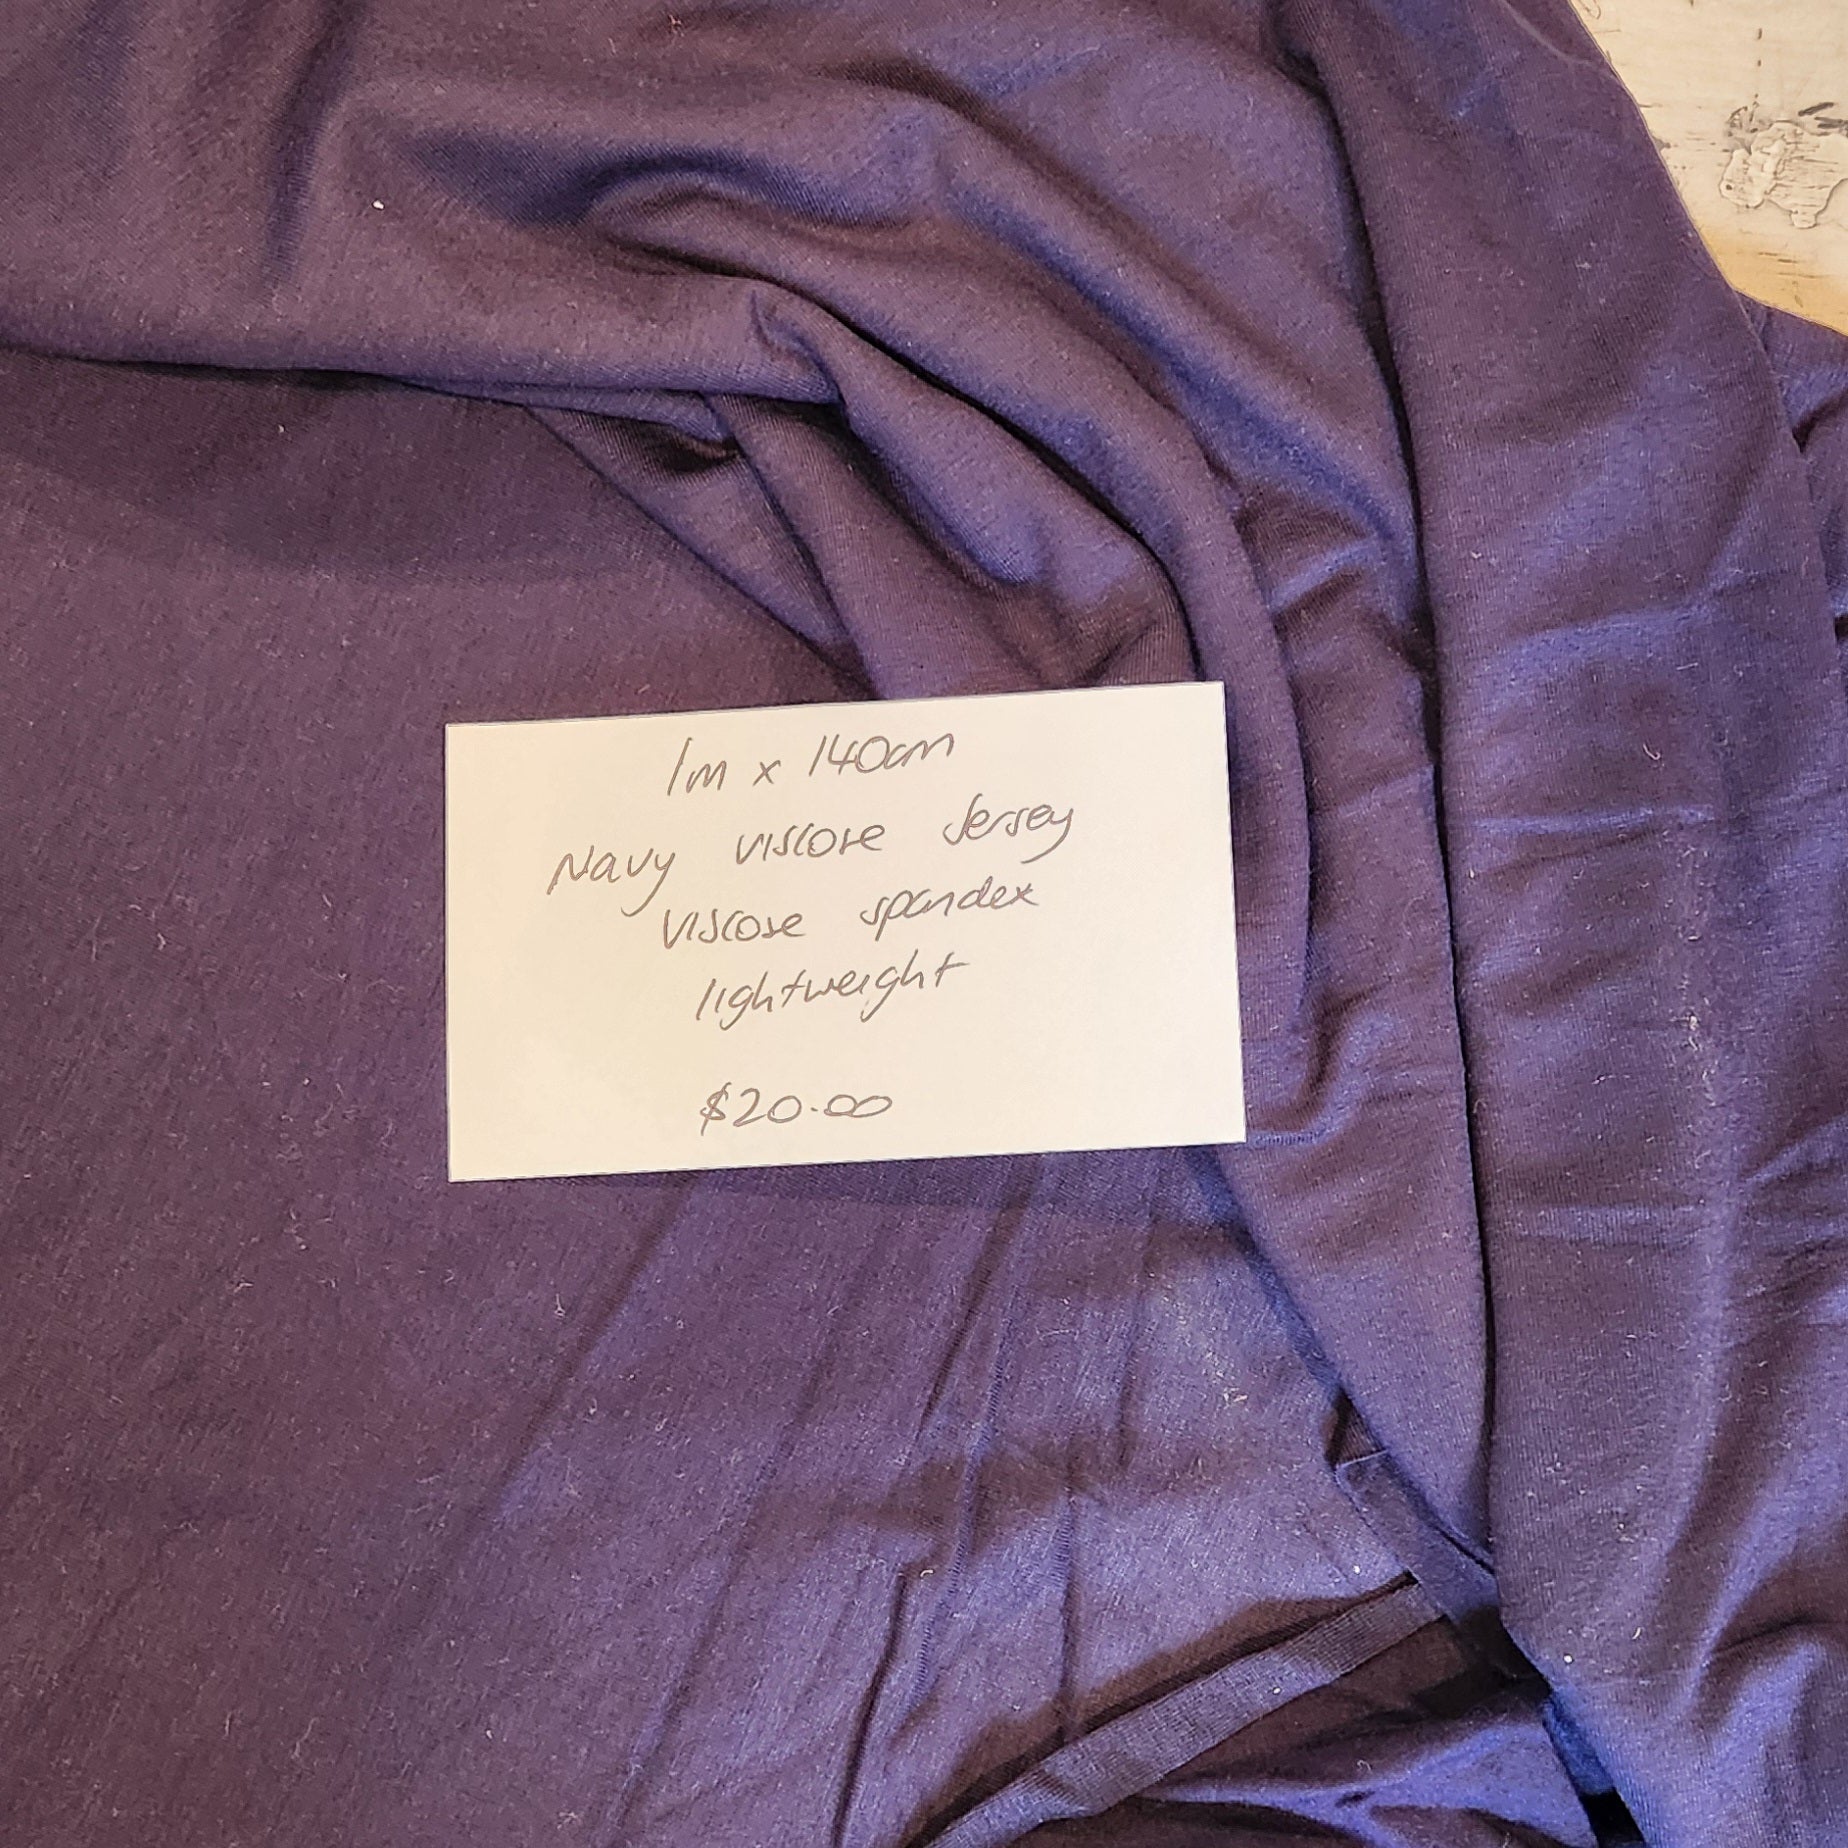 1m x 140cm
Navy viscose Jersey
viscose spandex
lightweight
$20.00